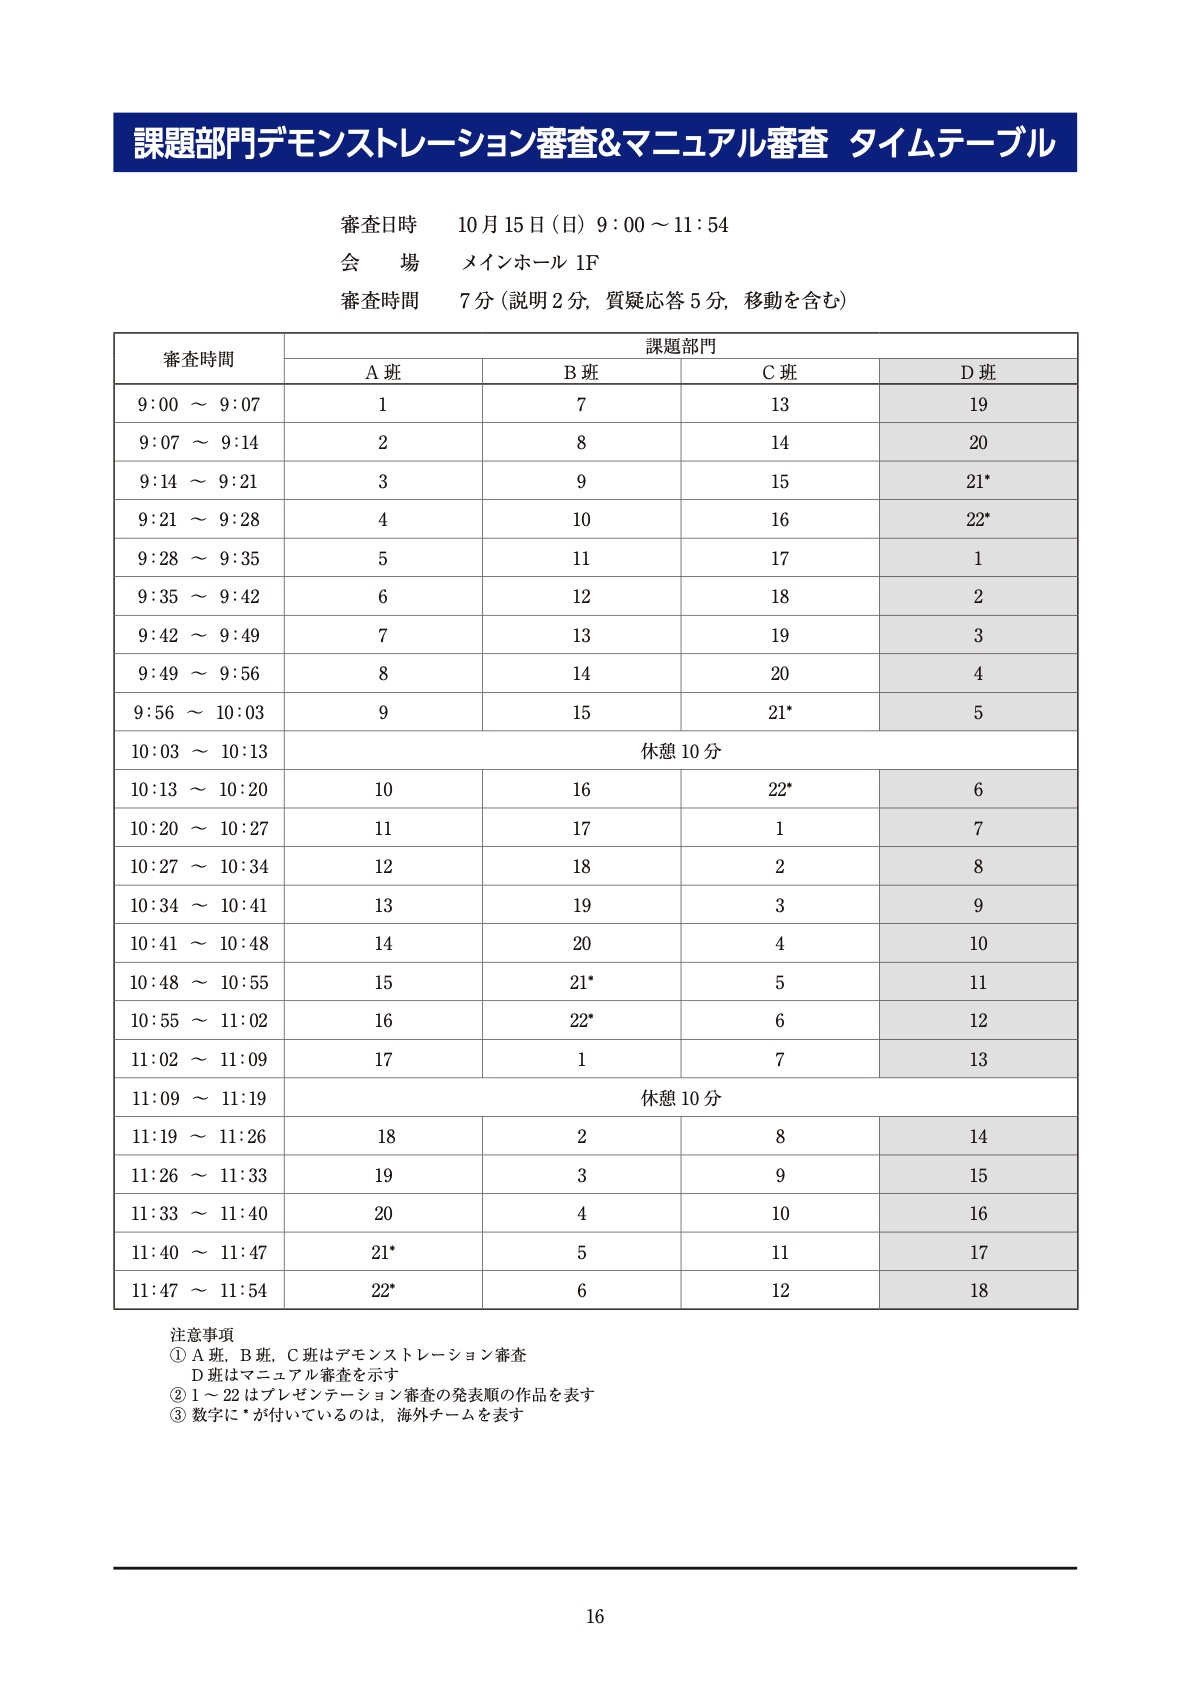 課題部門デモンストレーション審査&マニュアル審査 タイムテーブル
審査日時 10月15日（日）9：00～11：54
会 場 メインホール 1F
審査時間 7分（説明2分，質疑応答5分，移動を含む）
審査時間 課題部門
A班 B班 C班 D班
9：00 ～ 9：07 1 7 13 19
9：07 ～ 9：14 2 8 14 20
9：14 ～ 9：21 3 9 15 21*
9：21 ～ 9：28 4 10 16 22*
9：28 ～ 9：35 5 11 17 1
9：35 ～ 9：42 6 12 18 2
9：42 ～ 9：49 7 13 19 3
9：49 ～ 9：56 8 14 20 4
9：56 ～ 10：03 9 15 21* 5
10：03 ～ 10：13 休憩10分
10：13 ～ 10：20 10 16 22* 6
10：20 ～ 10：27 11 17 1 7
10：27 ～ 10：34 12 18 2 8
10：34 ～ 10：41 13 19 3 9
10：41 ～ 10：48 14 20 4 10
10：48 ～ 10：55 15 21* 5 11
10：55 ～ 11：02 16 22* 6 12
11：02 ～ 11：09 17 1 7 13
11：09 ～ 11：19 休憩10分
11：19 ～ 11：26 18 2 8 14
11：26 ～ 11：33 19 3 9 15
11：33 ～ 11：40 20 4 10 16
11：40 ～ 11：47 21* 5 11 17
11：47 ～ 11：54 22* 6 12 18
注意事項
① A班，B班，C班はデモンストレーション審査
D班はマニュアル審査を示す
② 1～22はプレゼンテーション審査の発表順の作品を表す
③ 数字に*が付いているのは，海外チームを表す
16